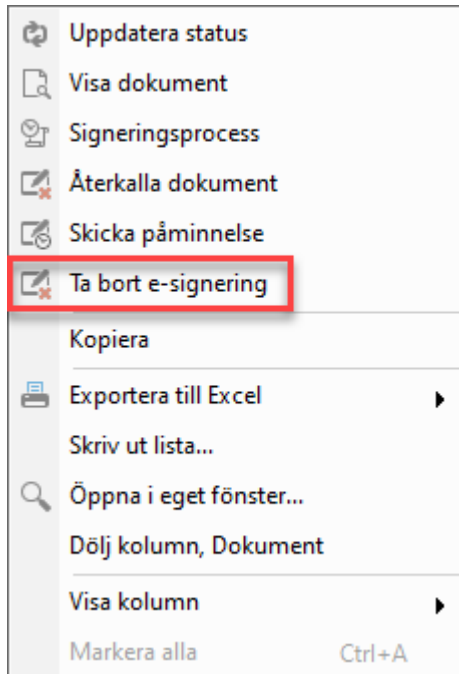 Uppdatera status
Visa dokument
Signeringsprocess
Återkalla dokument
Skicka påminnelse
Ta bort e-signering
Kopiera
Exportera till Excel
Skriv ut lista...
Öppna i eget fönster...
Dölj kolumn, Dokument
Visa kolumn
Markera alla Ctrl+A